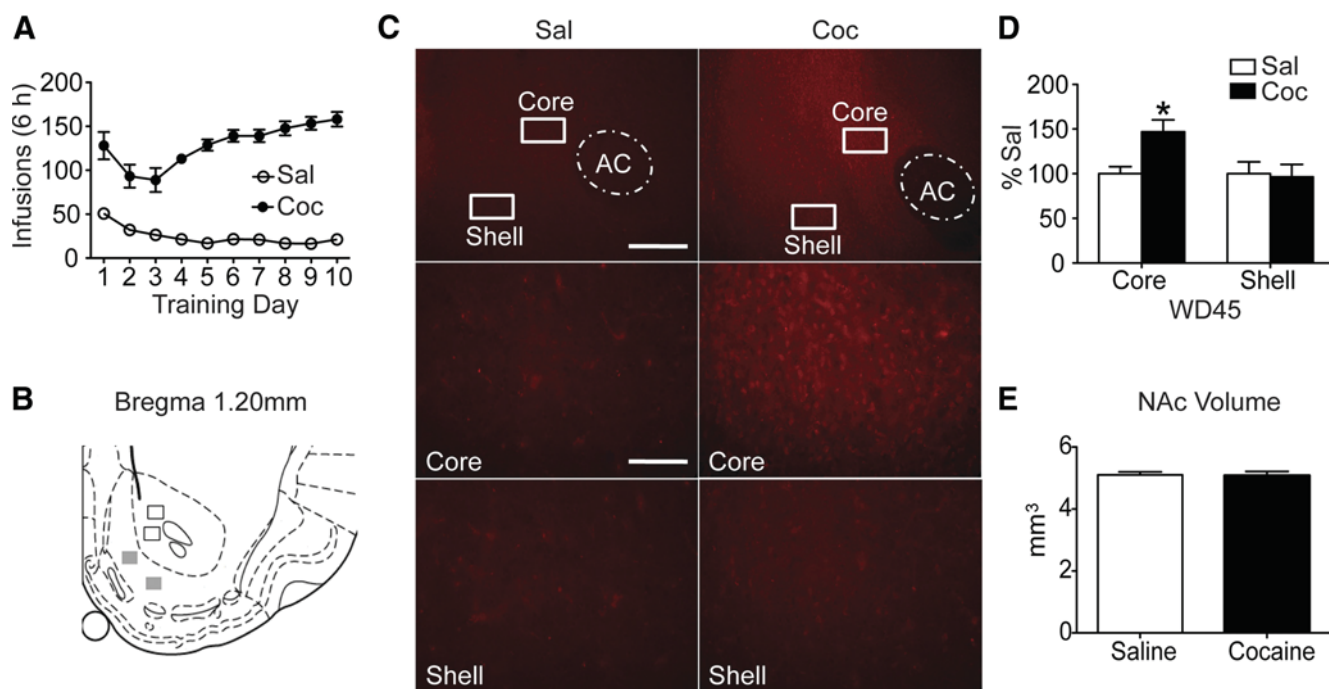 A
Infusions (6 h)
200
150
100
50
0
Sal
Coc
1 2 3 4 5 6 7 8 9 10
Training Day
B
Bregma 1.20mm
C
Sal
Coc
Core
AC
Shell
Core
AC
Shell
Core
Core
Shell
Shell
D
% Sal
200
150
100
50
0
Sal
Coc
*
Core
Shell
WD45
E
NAc Volume
mm³
6
4
2
0
Saline
Cocaine